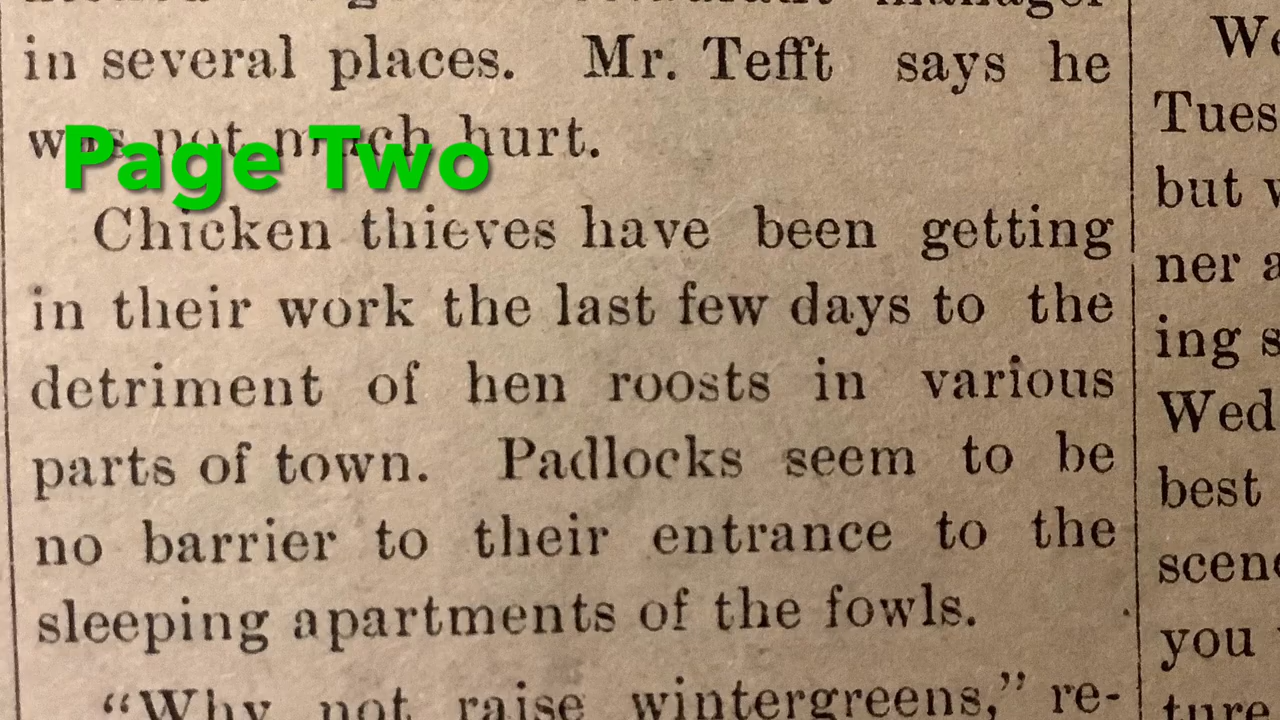 manager
in several places. Mr. Tefft says he
was not much hurt.
Page Two
Chicken thieves have been getting
in their work the last few days to the
detriment of hen roosts in various
parts of town. Padlocks seem to be
no barrier to their entrance to the
sleeping apartments of the fowls.
"Why not raise wintergreens," re-
We
Tues
but
ner a
ing s
Wed
best
scene
you
ture